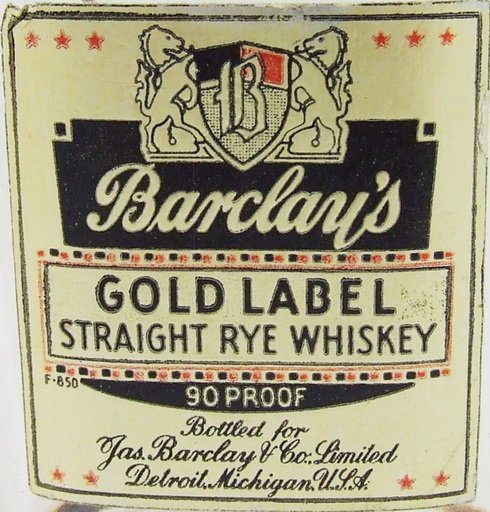 B
Barclay's
GOLD LABEL
STRAIGHT RYE WHISKEY
F-850
90 PROOF
Bottled for
Jas. Barclay & Co., Limited
Detroit, Michigan, U.S.A.